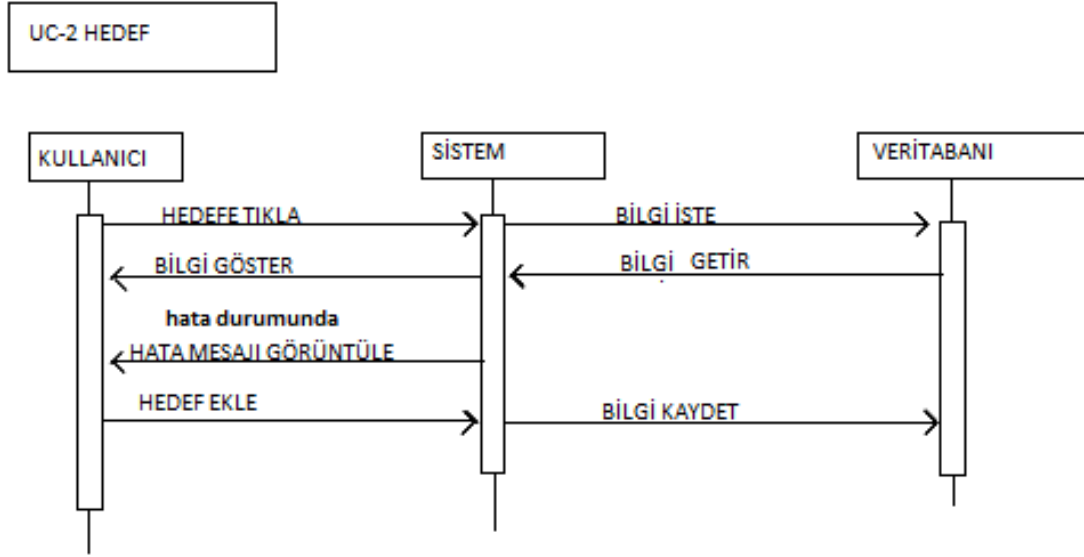 UC-2 HEDEF
KULLANICI
SİSTEM
VERİTABANI
HEDEFE TIKLA
BİLGİ İSTE
BİLGİ GÖSTER
BİLGİ GETİR
hata durumunda
HATA MESAJI GÖRÜNTÜLE
HEDEF EKLE
BİLGİ KAYDET